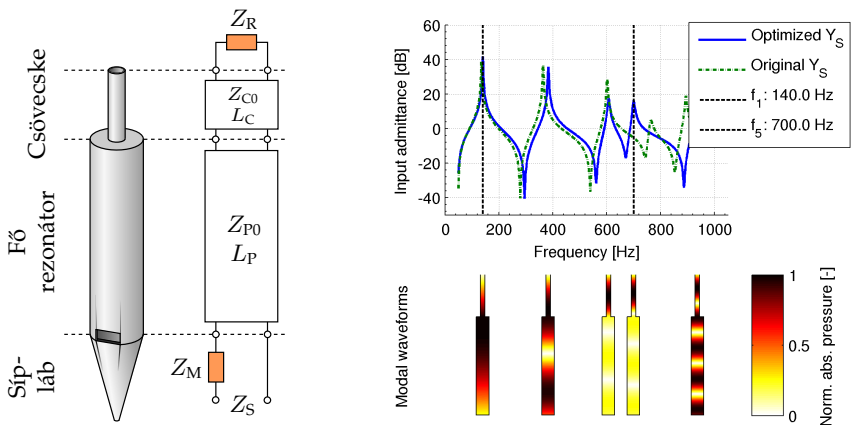 Csövecske
Fő
rezonátor
Síp-
láb
Z_R
Z_C0
L_C
Z_P0
L_P
Z_M
Z_S
Input admittance [dB]
60
40
20
0
-20
-40
0
200
400
600
800
1000
Frequency [Hz]
Optimized Y_S
Original Y_S
f_1: 140.0 Hz
f_5: 700.0 Hz
Modal waveforms
1
0.5
0
Norm. abs. pressure [-]